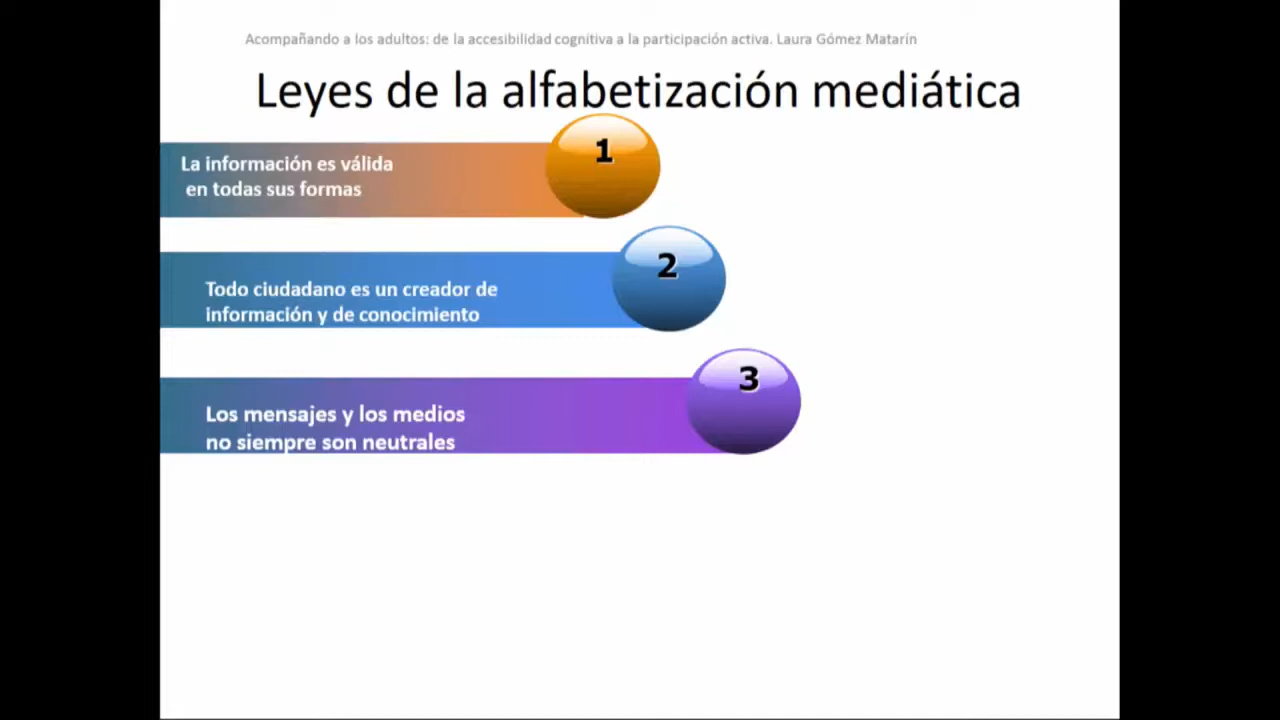 Acompañando a los adultos: de la accesibilidad cognitiva a la participación activa. Laura Gómez Matarín
Leyes de la alfabetización mediática
1
La información es válida
en todas sus formas
2
Todo ciudadano es un creador de
información y de conocimiento
3
Los mensajes y los medios
no siempre son neutrales